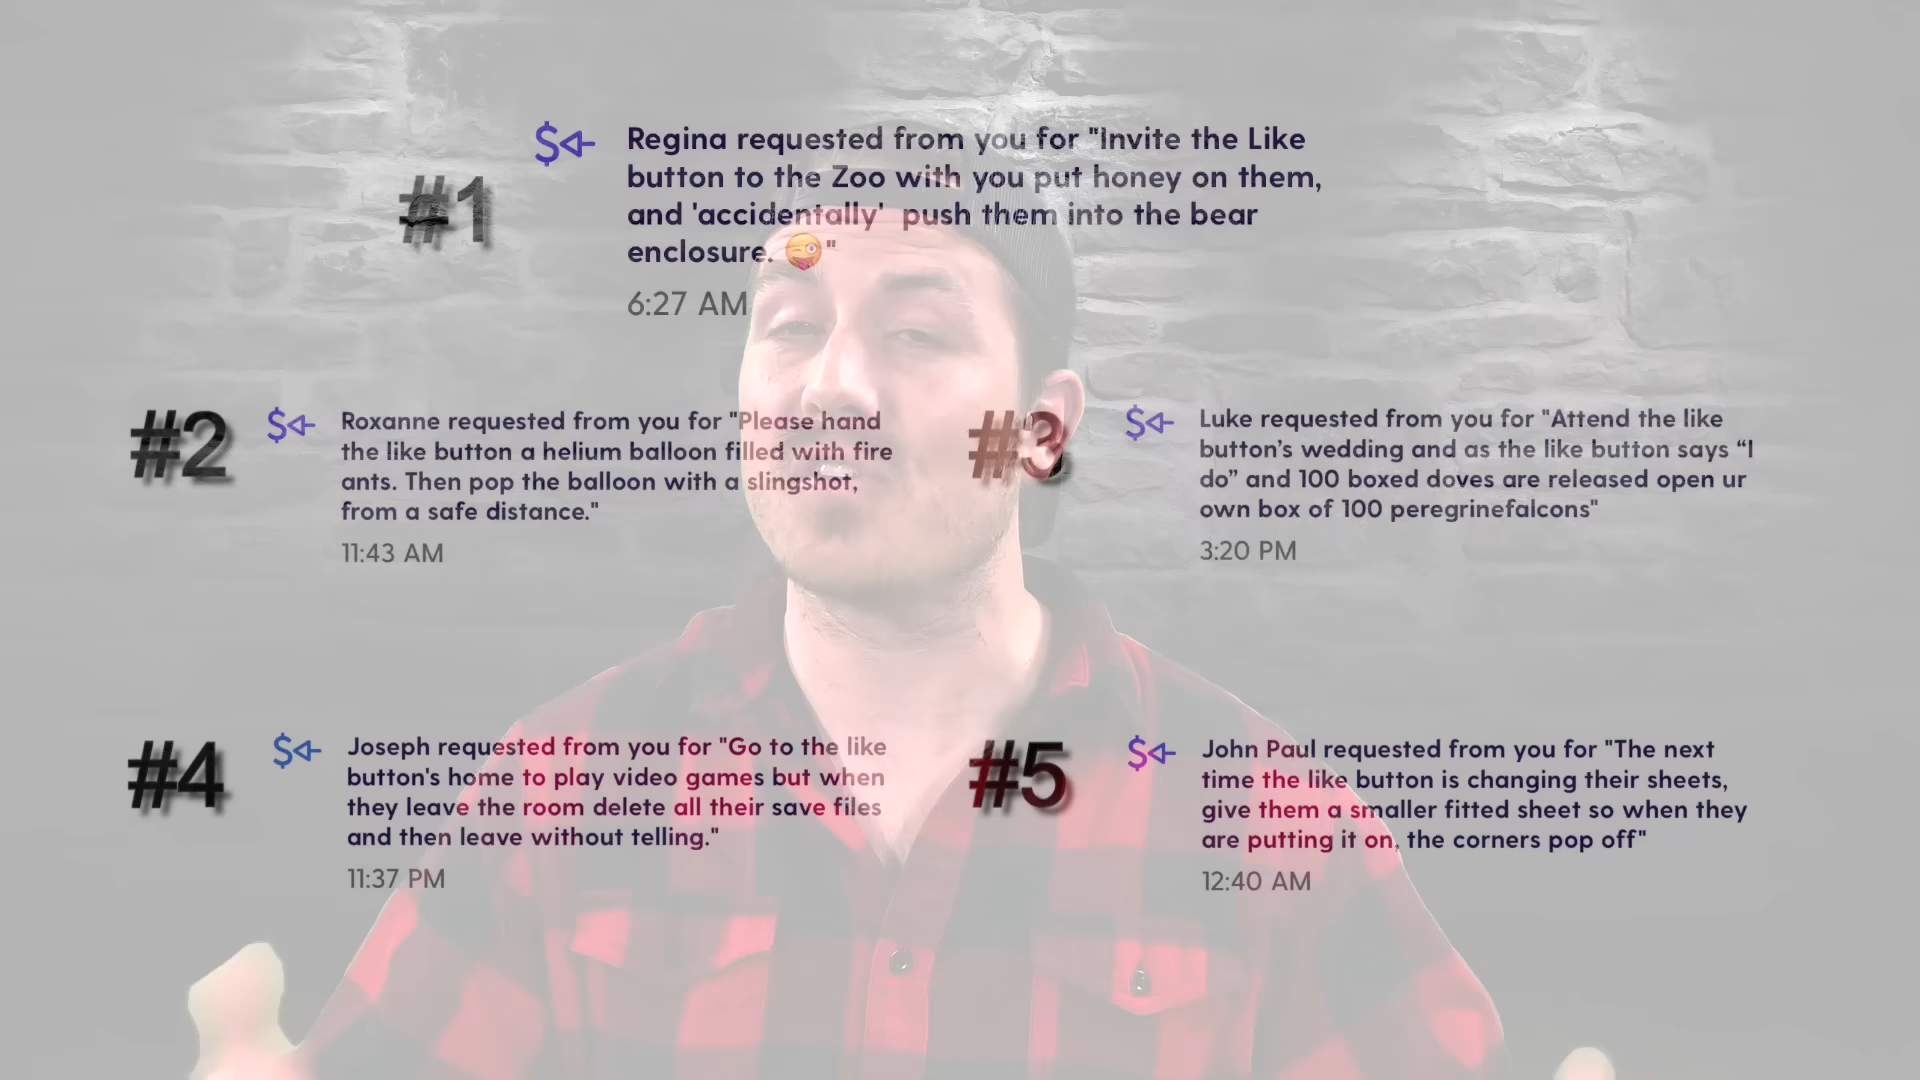 #1
$ Regina requested from you for "Invite the Like
button to the Zoo with you put honey on them,
and 'accidentally' push them into the bear
enclosure. 😜"
6:27 AM
#2
$ Roxanne requested from you for "Please hand
the like button a helium balloon filled with fire
ants. Then pop the balloon with a slingshot,
from a safe distance."
11:43 AM
#3
$ Luke requested from you for "Attend the like
button's wedding and as the like button says “I
do” and 100 boxed doves are released open ur
own box of 100 peregrinefalcons"
3:20 PM
#4
$ Joseph requested from you for "Go to the like
button's home to play video games but when
they leave the room delete all their save files
and then leave without telling."
11:37 PM
#5
$ John Paul requested from you for "The next
time the like button is changing their sheets,
give them a smaller fitted sheet so when they
are putting it on, the corners pop off"
12:40 AM